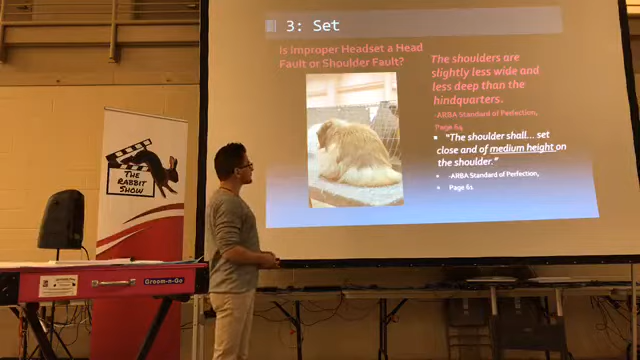 3: Set
Is Improper Headset a Head
Fault or Shoulder Fault?
The shoulders are
slightly less wide and
less deep than the
hindquarters.
-ARBA Standard of Perfection,
Page 64
"The shoulder shall... set
close and of medium height on
the shoulder."
-ARBA Standard of Perfection,
Page 61
THE
RABBIT
SHOW
Groom-n-Go